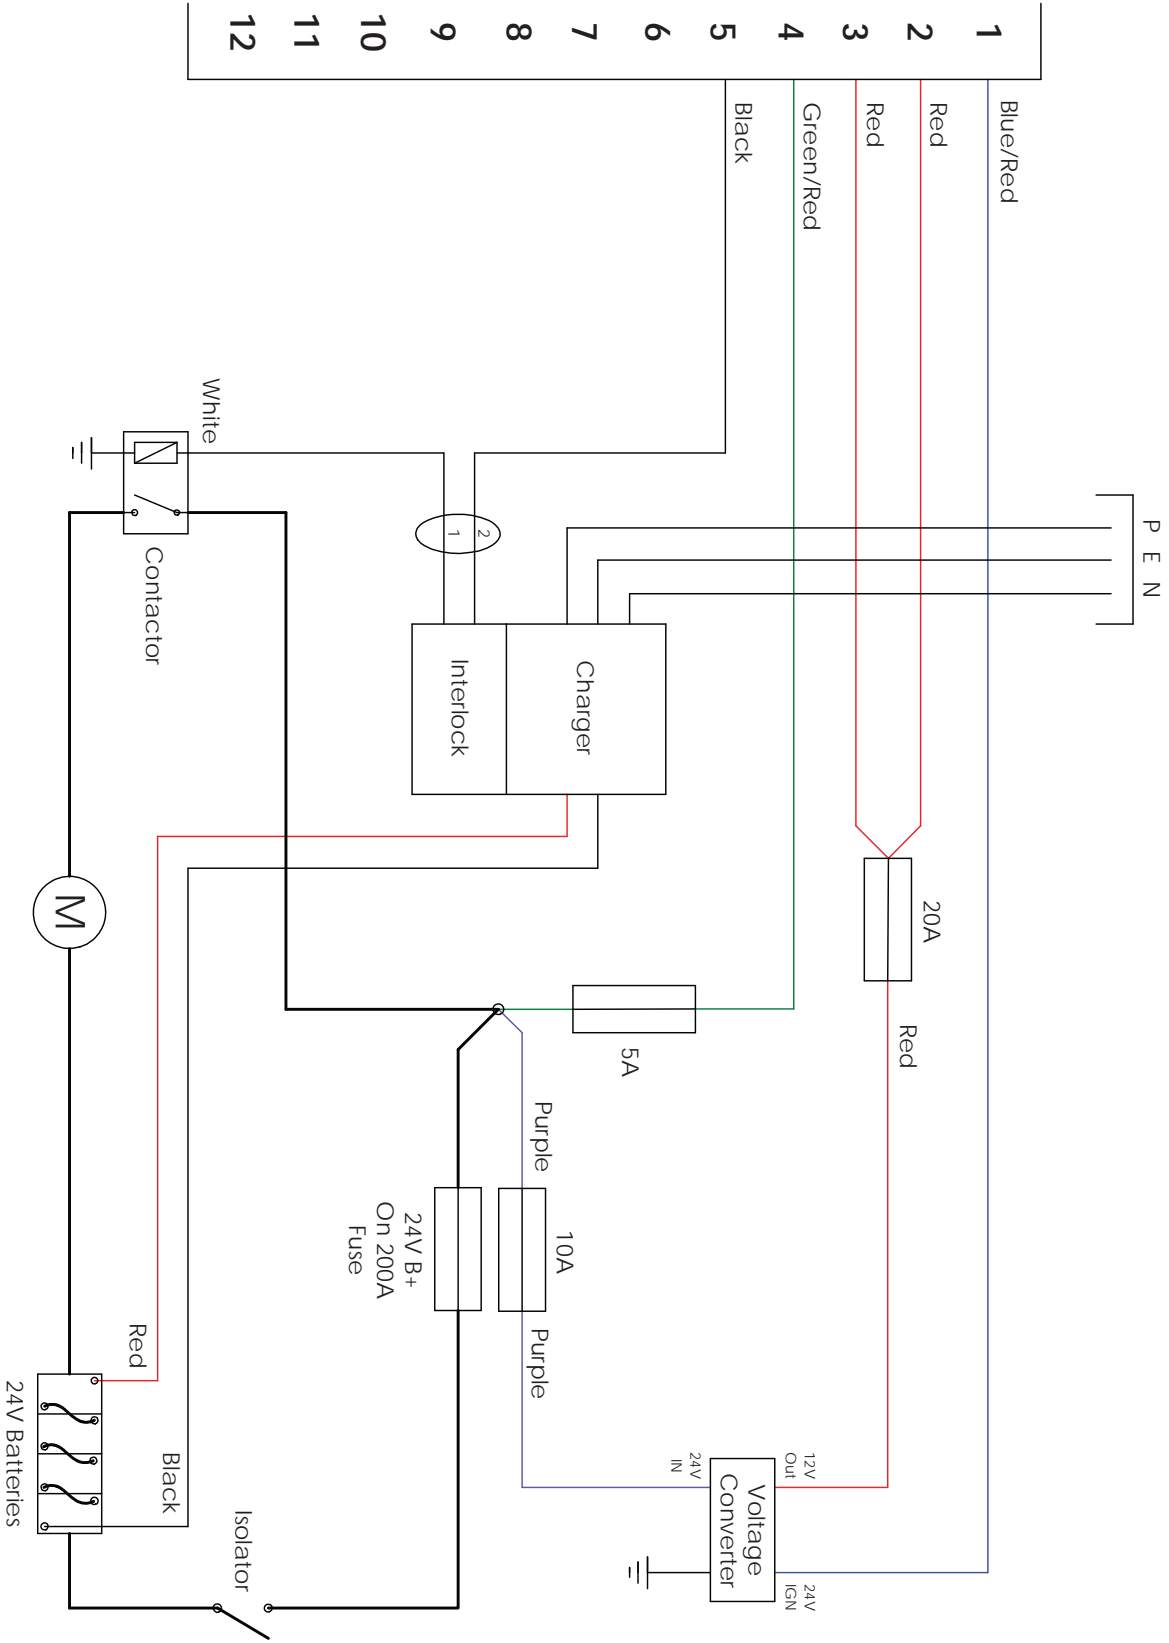 1
2
3
4
5
6
7
8
9
10
11
12
Blue/Red
Red
Red
Green/Red
Black
P E N
White
Contactor
Charger
Interlock
2
1
M
20A
Red
5A
Purple
10A
Purple
24V B+
On 200A
Fuse
12V
Out
24V
IGN
24V
IN
Voltage
Converter
Red
Black
24V Batteries
Isolator